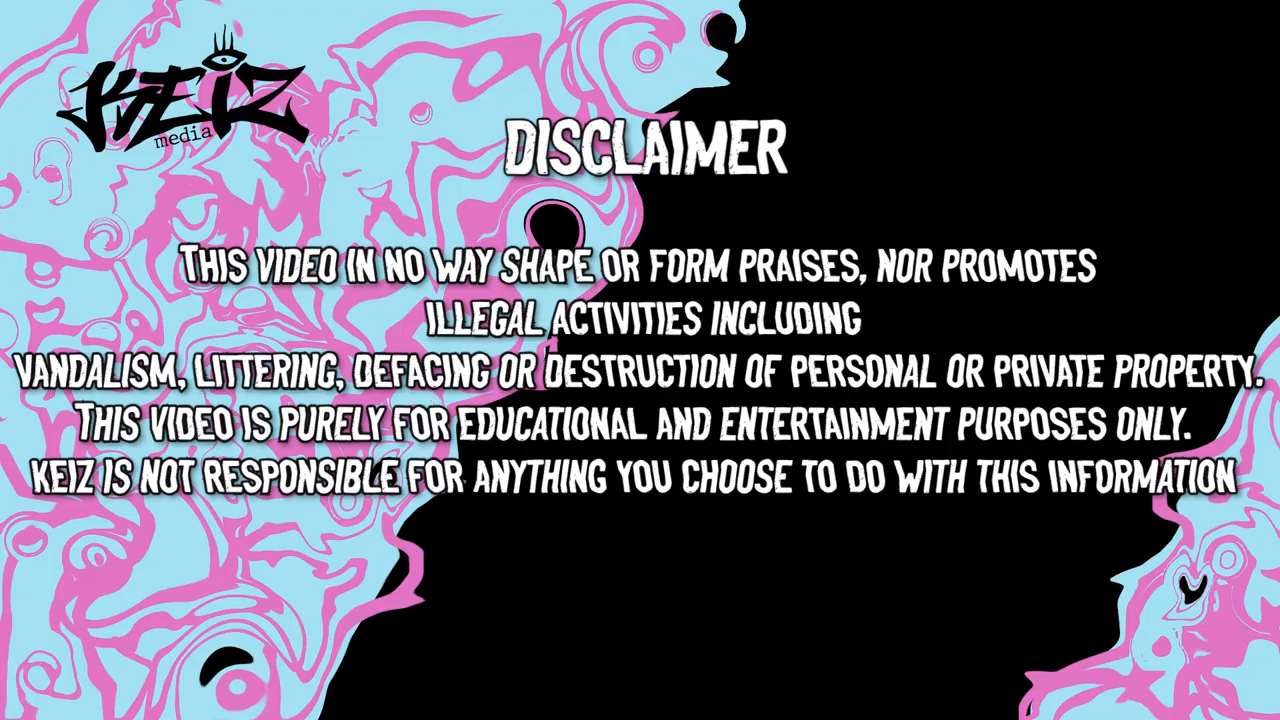 KEIZ
media
DISCLAIMER
THIS VIDEO IN NO WAY SHAPE OR FORM PRAISES, NOR PROMOTES
ILLEGAL ACTIVITIES INCLUDING
VANDALISM, LITTERING, DEFACING OR DESTRUCTION OF PERSONAL OR PRIVATE PROPERTY.
THIS VIDEO IS PURELY FOR EDUCATIONAL AND ENTERTAINMENT PURPOSES ONLY.
KEIZ IS NOT RESPONSIBLE FOR ANYTHING YOU CHOOSE TO DO WITH THIS INFORMATION